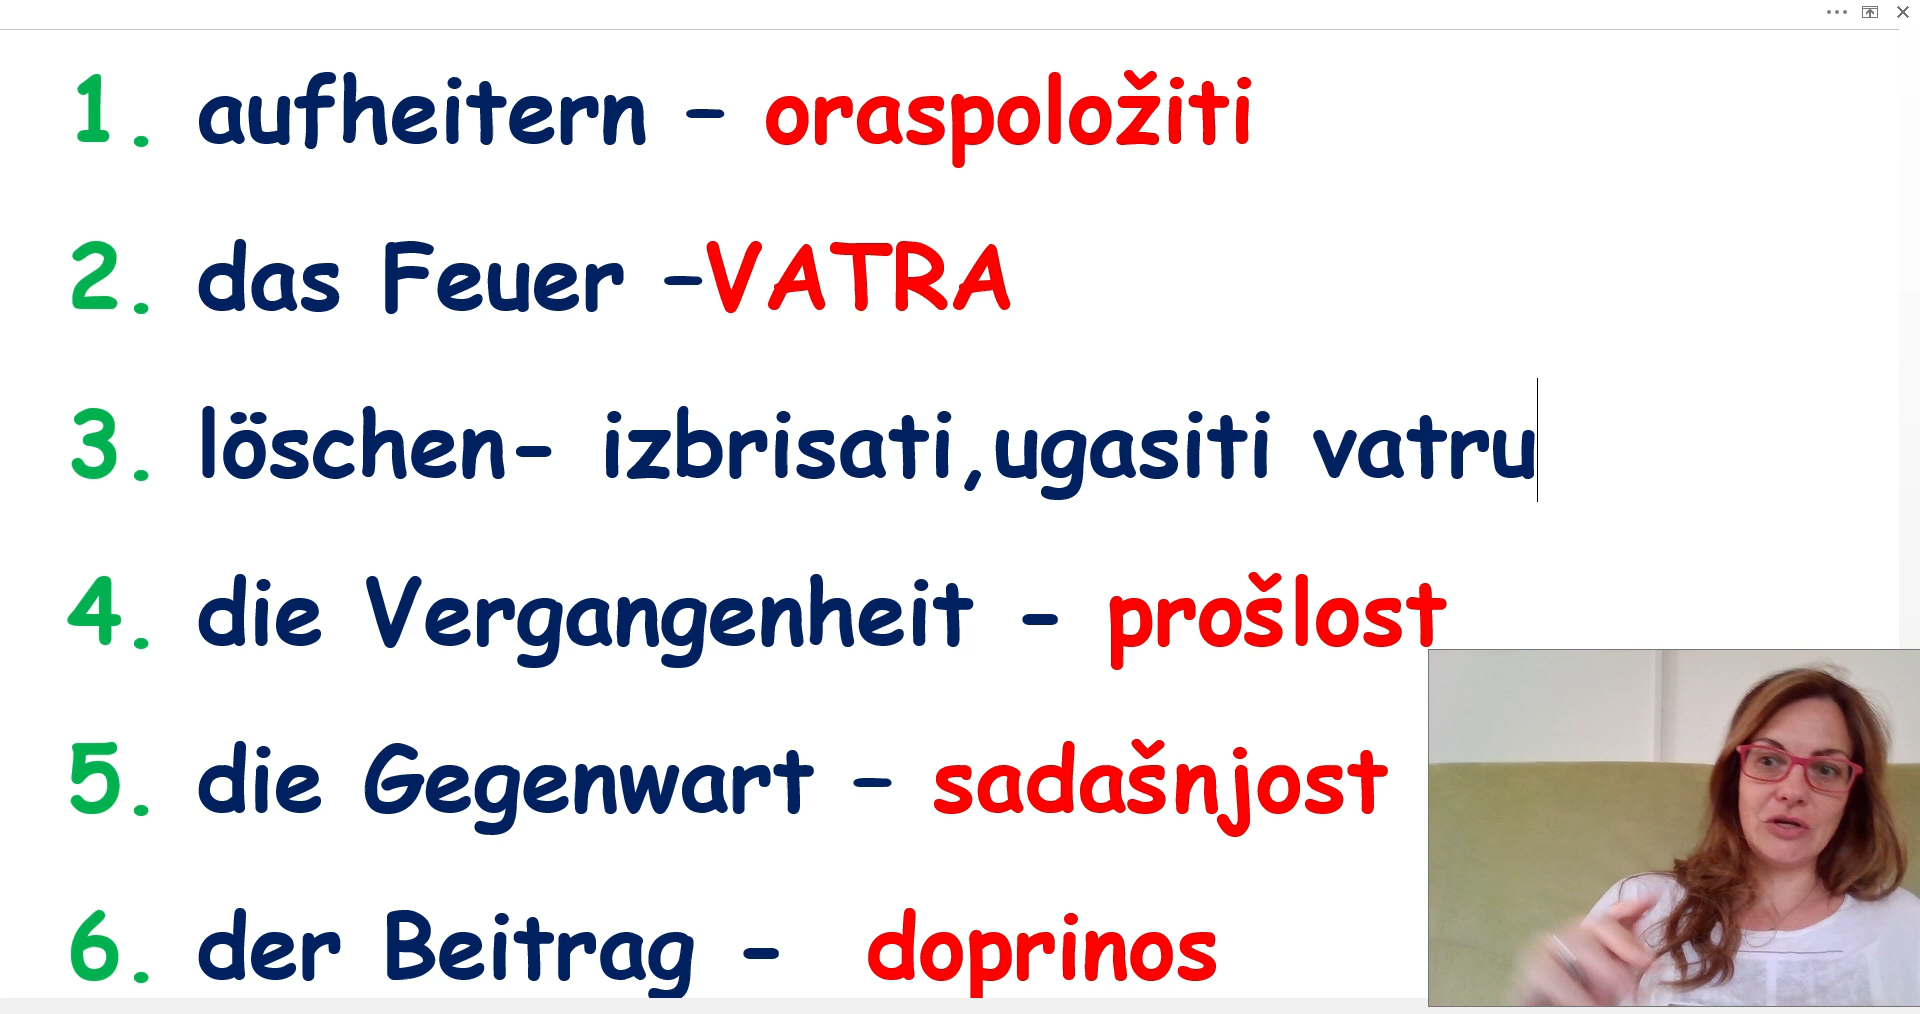 1. aufheitern – oraspoložiti
2. das Feuer –VATRA
3. löschen- izbrisati,ugasiti vatru
4. die Vergangenheit - prošlost
5. die Gegenwart – sadašnjost
6. der Beitrag - doprinos